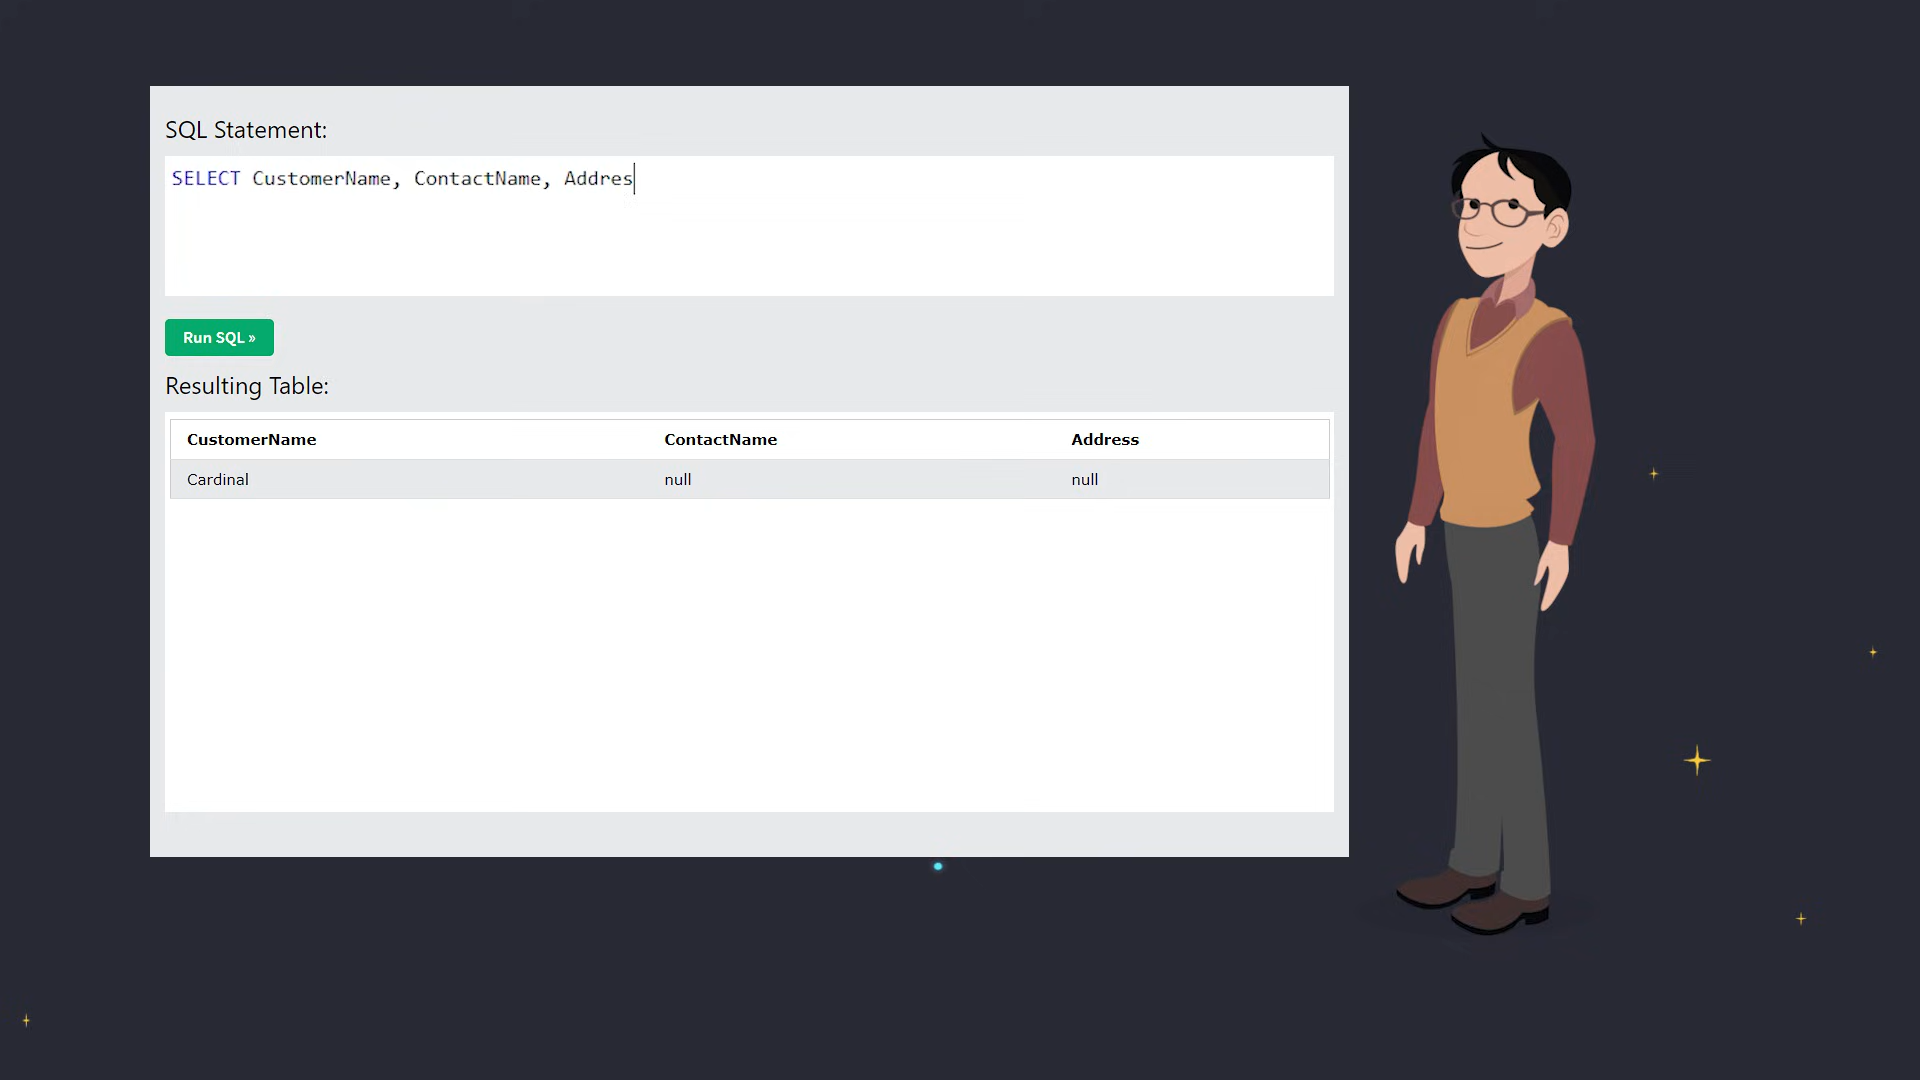 SQL Statement:
SELECT CustomerName, ContactName, Addres
Run SQL »
Resulting Table:
CustomerName ContactName Address
Cardinal null null